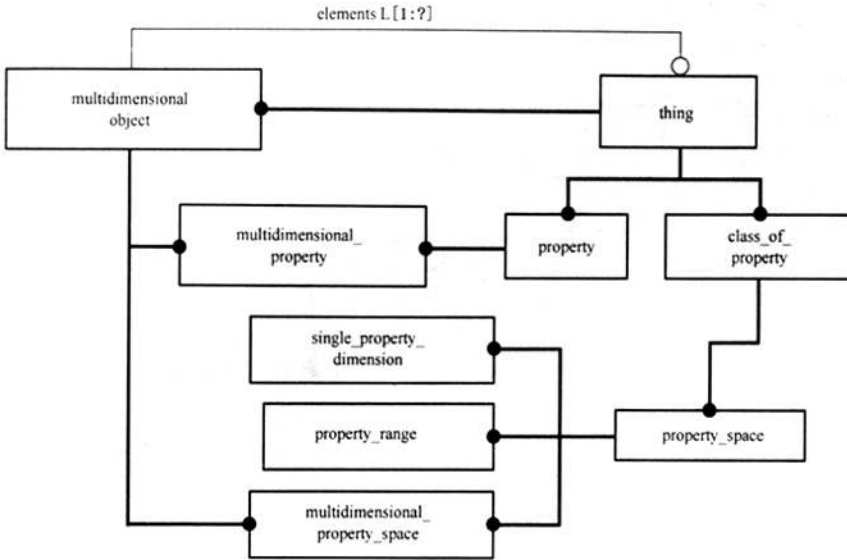 elements L[1:?]
multidimensional
object
thing
multidimensional_
property
property
class_of_
property
single_property_
dimension
property_range
property_space
multidimensional_
property_space